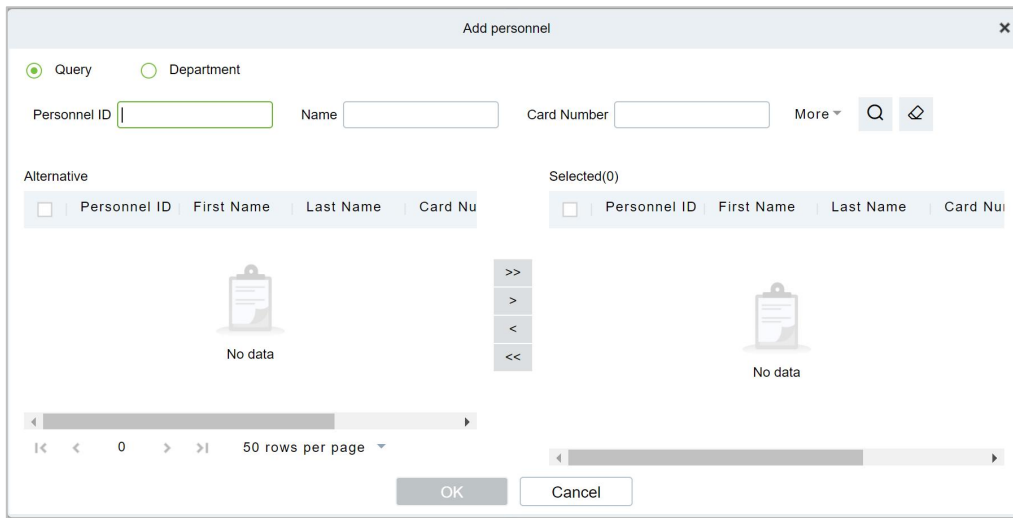 Add personnel
Query Department
Personnel ID Name Card Number More
Alternative Selected(0)
Personnel ID First Name Last Name Card Nu Personnel ID First Name Last Name Card Nu
>>
>
<
<<
No data No data
0 50 rows per page
OK Cancel